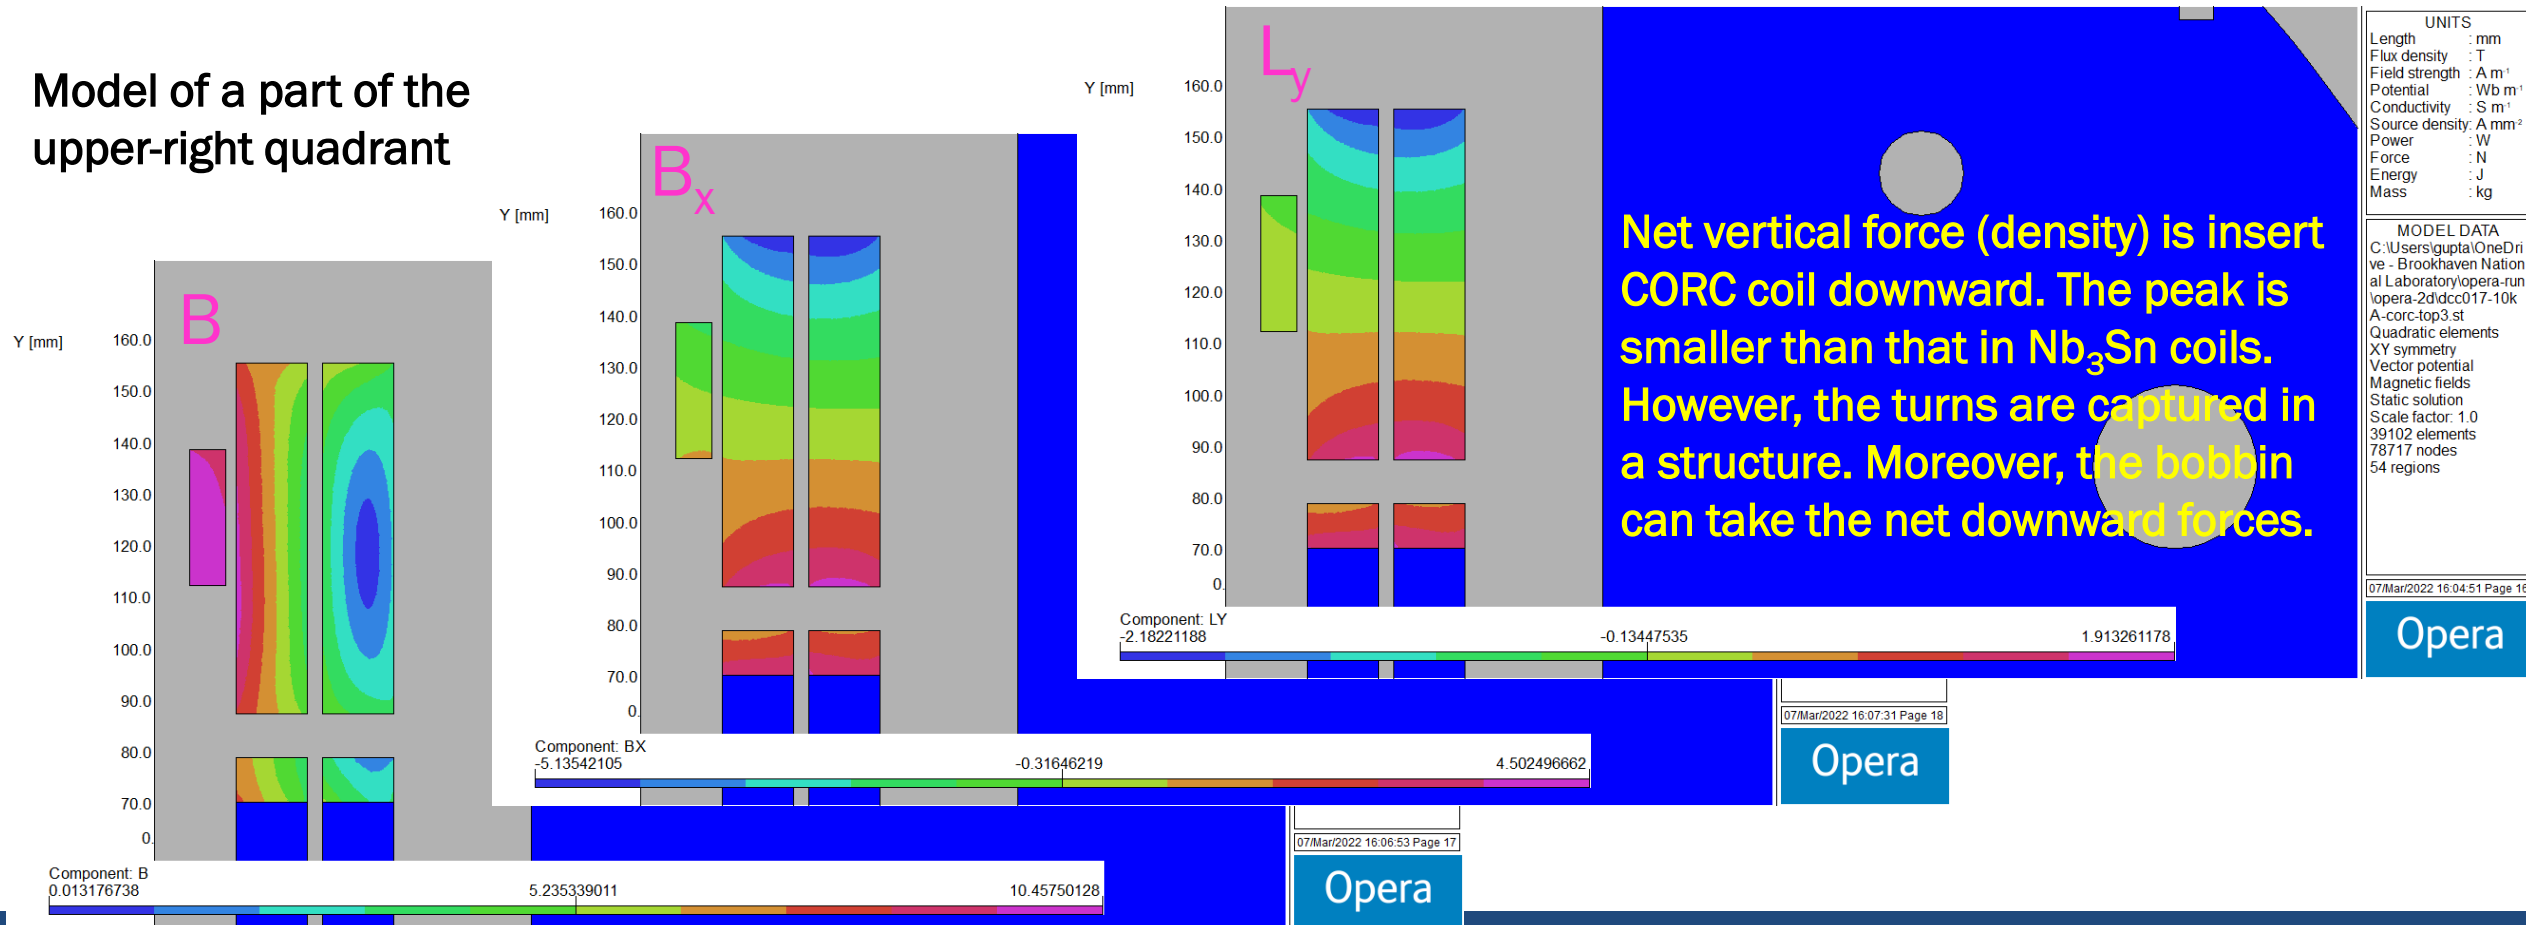 Model of a part of the
upper-right quadrant
B
Y [mm]
160.0
150.0
140.0
130.0
120.0
110.0
100.0
90.0
80.0
70.0
0.
Component: B
0.013176738 5.235339011 10.45750128
07/Mar/2022 16:06:53 Page 17
Opera
Bx
Y [mm]
160.0
150.0
140.0
130.0
120.0
110.0
100.0
90.0
80.0
70.0
0.
Component: BX
-5.13542105 -0.31646219 4.502496662
07/Mar/2022 16:07:31 Page 18
Opera
Ly
Y [mm]
160.0
150.0
140.0
130.0
120.0
110.0
100.0
90.0
80.0
70.0
0.
Component: LY
-2.18221188 -0.13447535 1.913261178
Net vertical force (density) is insert
CORC coil downward. The peak is
smaller than that in Nb3Sn coils.
However, the turns are captured in
a structure. Moreover, the bobbin
can take the net downward forces.
UNITS
Length : mm
Flux density : T
Field strength : A m-1
Potential : Wb m-1
Conductivity : S m-1
Source density: A mm-2
Power : W
Force : N
Energy : J
Mass : kg
MODEL DATA
C:\Users\gupta\OneDri
ve - Brookhaven Nation
al Laboratory\opera-run
\opera-2d\dcc017-10k
A-corc-top3.st
Quadratic elements
XY symmetry
Vector potential
Magnetic fields
Static solution
Scale factor: 1.0
39102 elements
78717 nodes
54 regions
07/Mar/2022 16:04:51 Page 16
Opera